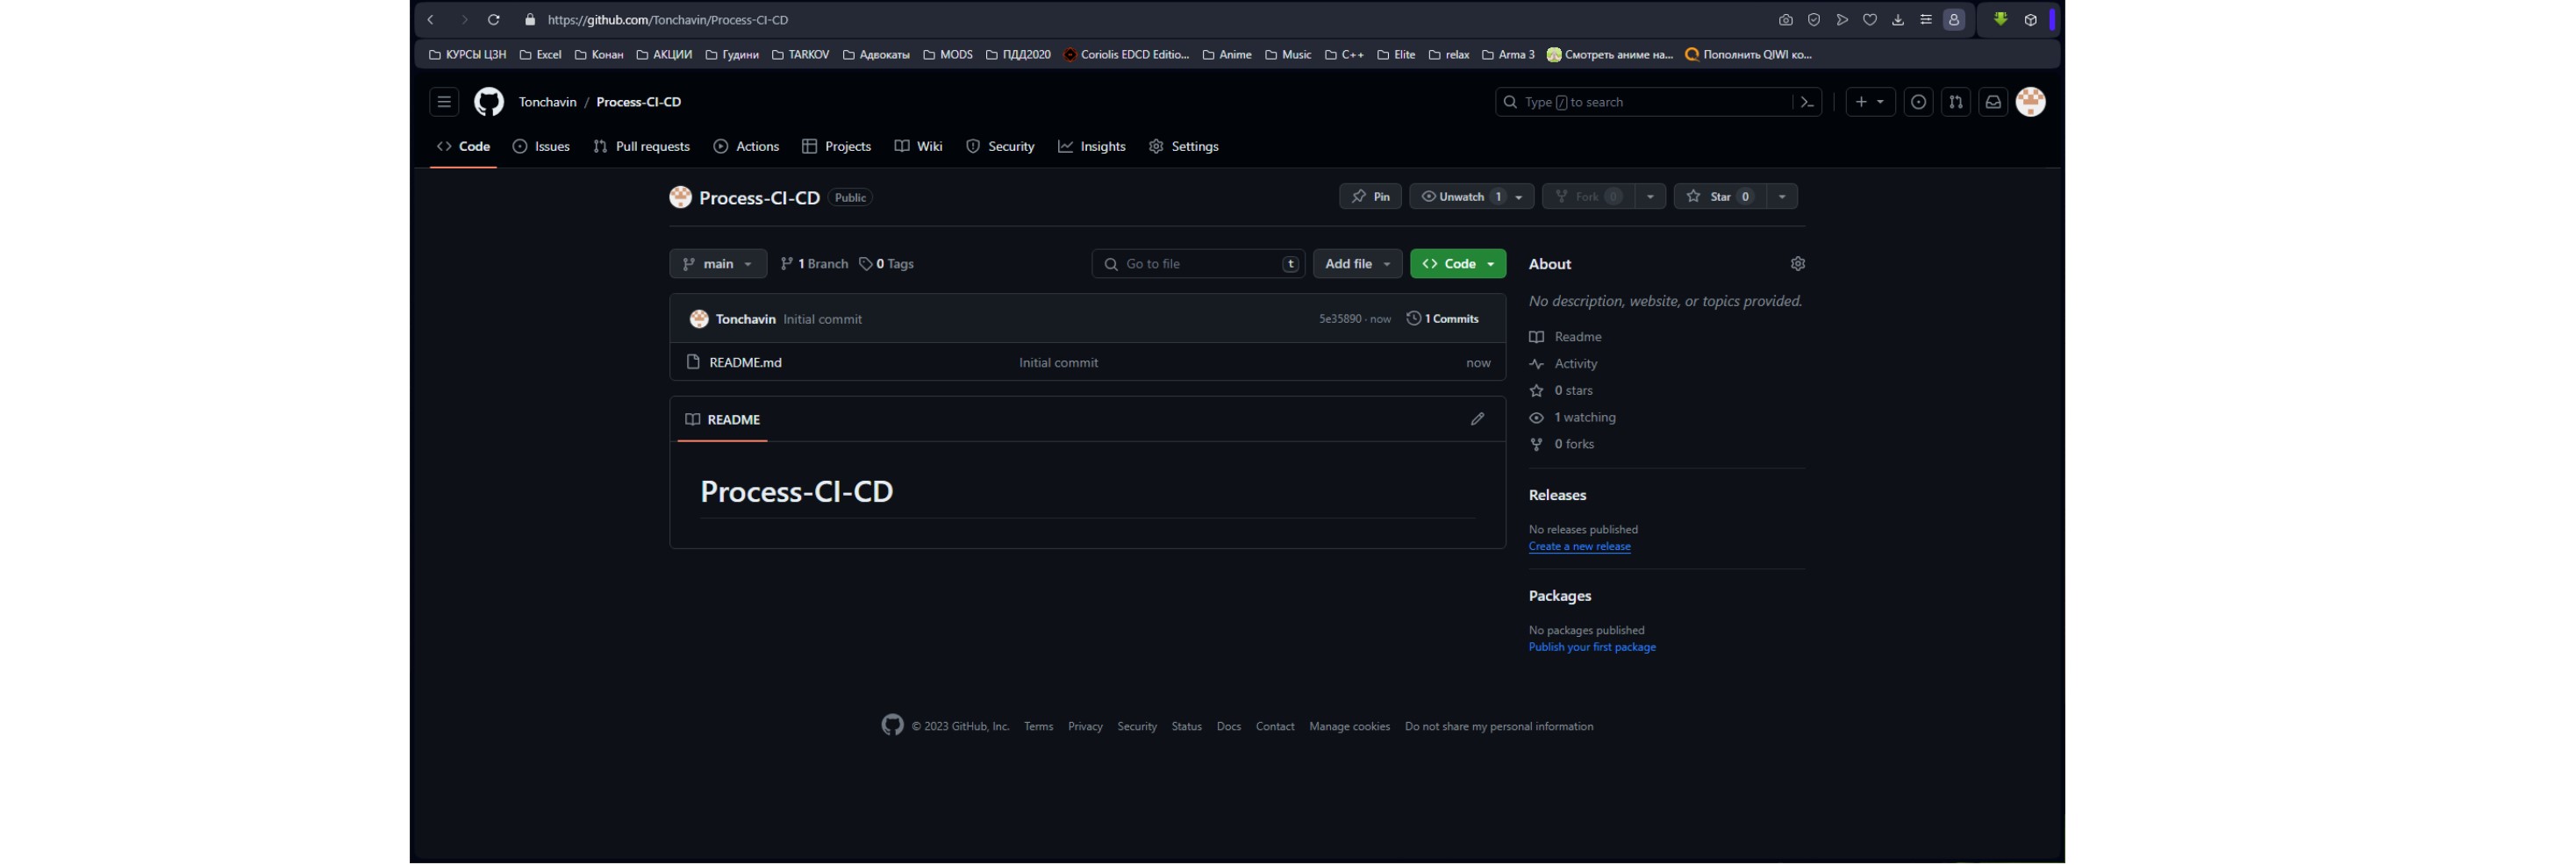 https://github.com/Tonchavin/Process-CI-CD
КУРСЫ ЦЗН Excel Конан АКЦИИ Гудини TARKOV Адвокаты MODS ПДД2020 Coriolis EDCD Editio... Anime Music C++ Elite relax Arma 3 Смотреть аниме на... Пополнить QIWI ко...
Tonchavin / Process-CI-CD Type / to search
Code Issues Pull requests Actions Projects Wiki Security Insights Settings
Process-CI-CD Public Pin Unwatch 1 Fork 0 Star 0
main 1 Branch 0 Tags Go to file t Add file Code About
No description, website, or topics provided.
Tonchavin Initial commit 5e35890 · now 1 Commits
Readme
README.md Initial commit now
Activity
0 stars
1 watching
0 forks
README
Process-CI-CD
Releases
No releases published
Create a new release
Packages
No packages published
Publish your first package
© 2023 GitHub, Inc. Terms Privacy Security Status Docs Contact Manage cookies Do not share my personal information